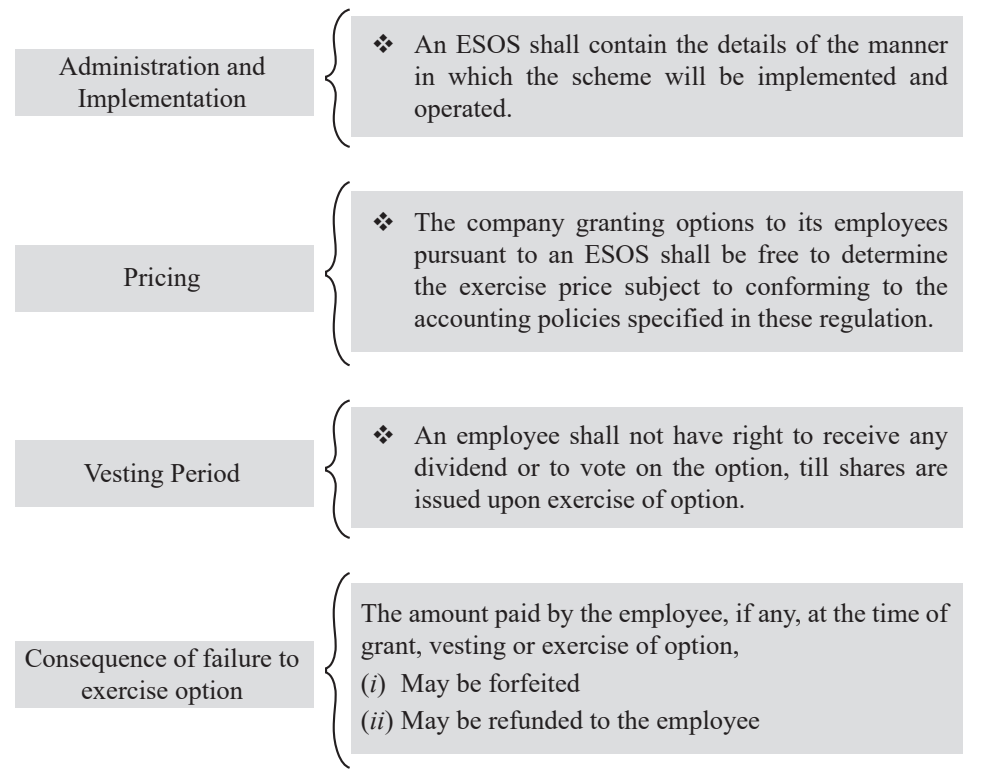 Administration and
Implementation
❖ An ESOS shall contain the details of the manner
in which the scheme will be implemented and
operated.
Pricing
❖ The company granting options to its employees
pursuant to an ESOS shall be free to determine
the exercise price subject to conforming to the
accounting policies specified in these regulation.
Vesting Period
❖ An employee shall not have right to receive any
dividend or to vote on the option, till shares are
issued upon exercise of option.
Consequence of failure to
exercise option
The amount paid by the employee, if any, at the time of
grant, vesting or exercise of option,
(i) May be forfeited
(ii) May be refunded to the employee